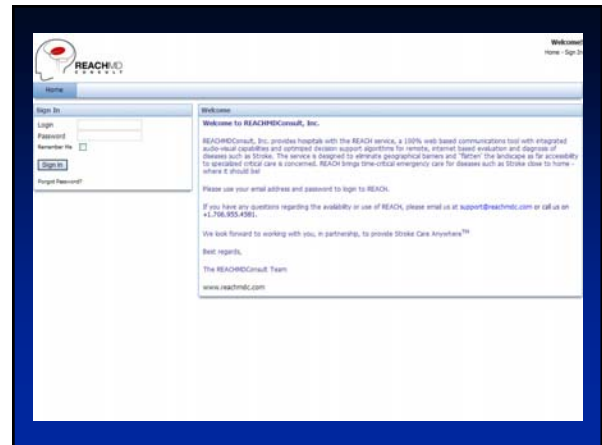 REACHMD
CONSULT
Welcome!
Home - Sign In
Home
Sign In
Login
Password
Remember Me
Sign In
Forgot Password?
Welcome
Welcome to REACHMDConsult, Inc.
REACHMDConsult, Inc. provides hospitals with the REACH service, a 100% web based communications tool with integrated
audio-visual capabilities and optimized decision support algorithms for remote, internet based evaluation and diagnosis of
diseases such as Stroke. The service is designed to eliminate geographical barriers and 'flatten' the landscape as far accessibility
to specialized critical care is concerned. REACH brings time-critical emergency care for diseases such as Stroke close to home -
where it should be!
Please use your email address and password to login to REACH.
If you have any questions regarding the availability or use of REACH, please email us at support@reachmdc.com or call us on
+1.706.955.4581.
We look forward to working with you, in partnership, to provide Stroke Care Anywhere™
Best regards,
The REACHMDConsult Team
www.reachmdc.com